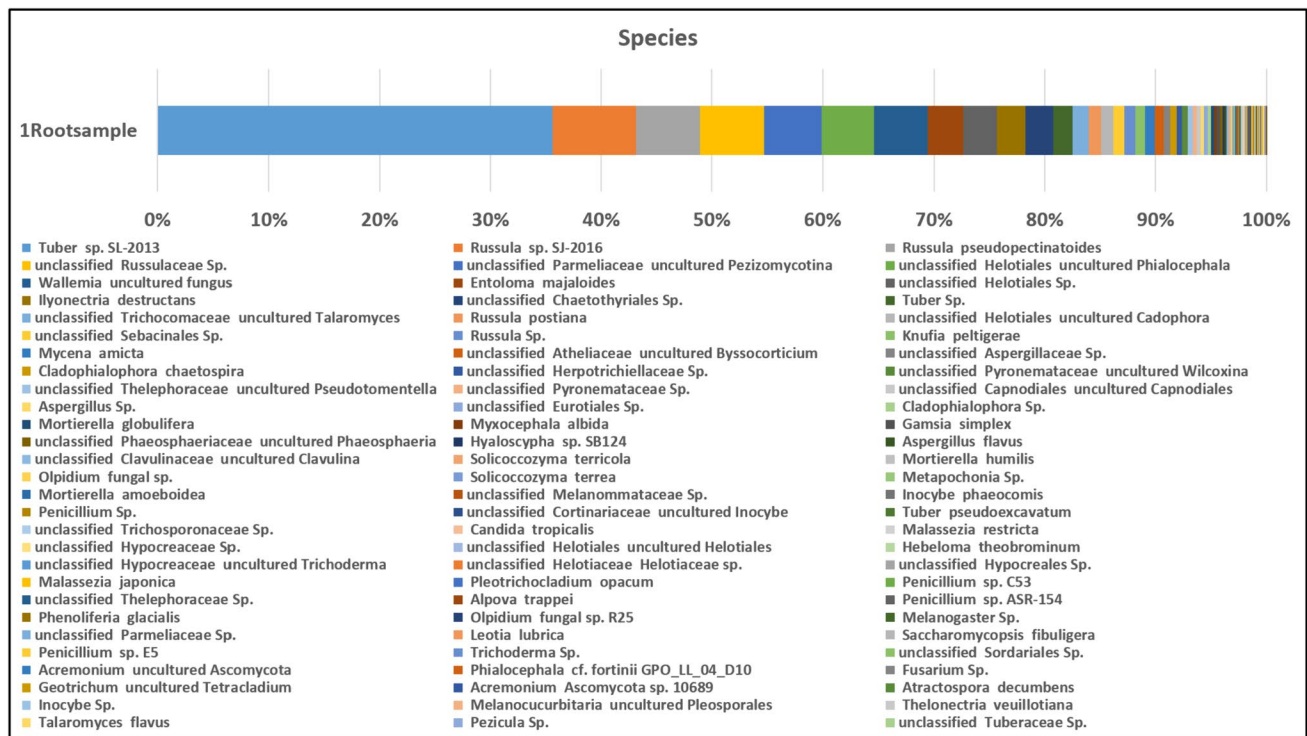 Species
1Rootsample
0% 10% 20% 30% 40% 50% 60% 70% 80% 90% 100%
Tuber sp. SL-2013 Russula sp. SJ-2016 Russula pseudopectinatoides
unclassified Russulaceae Sp. unclassified Parmeliaceae uncultured Pezizomycotina unclassified Helotiales uncultured Phialocephala
Wallemia uncultured fungus Entoloma majaloides unclassified Helotiales Sp.
Ilyonectria destructans unclassified Chaetothyriales Sp. Tuber Sp.
unclassified Trichocomaceae uncultured Talaromyces Russula postiana unclassified Helotiales uncultured Cadophora
unclassified Sebacinales Sp. Russula Sp. Knufia peltigerae
Mycena amicta unclassified Atheliaceae uncultured Byssocorticium unclassified Aspergillaceae Sp.
Cladophialophora chaetospira unclassified Herpotrichiellaceae Sp. unclassified Pyronemataceae uncultured Wilcoxina
unclassified Thelephoraceae uncultured Pseudotomentella unclassified Pyronemataceae Sp. unclassified Capnodiales uncultured Capnodiales
Aspergillus Sp. unclassified Eurotiales Sp. Cladophialophora Sp.
Mortierella globulifera Myxocephala albida Gamsia simplex
unclassified Phaeosphaeriaceae uncultured Phaeosphaeria Hyaloscypha sp. SB124 Aspergillus flavus
unclassified Clavulinaceae uncultured Clavulina Solicoccozyma terricola Mortierella humilis
Olpidium fungal sp. Solicoccozyma terrea Metapochonia Sp.
Mortierella amoeboidea unclassified Melanommataceae Sp. Inocybe phaeocomis
Penicillium Sp. unclassified Cortinariaceae uncultured Inocybe Tuber pseudoexcavatum
unclassified Trichosporonaceae Sp. Candida tropicalis Malassezia restricta
unclassified Hypocreaceae Sp. unclassified Helotiales uncultured Helotiales Hebeloma theobrominum
unclassified Hypocreaceae uncultured Trichoderma unclassified Helotiaceae Helotiaceae sp. unclassified Hypocreales Sp.
Malassezia japonica Pleotrichocladium opacum Penicillium sp. C53
unclassified Thelephoraceae Sp. Alpova trappei Penicillium sp. ASR-154
Phenoliferia glacialis Olpidium fungal sp. R25 Melanogaster Sp.
unclassified Parmeliaceae Sp. Leotia lubrica Saccharomycopsis fibuligera
Penicillium sp. E5 Trichoderma Sp. unclassified Sordariales Sp.
Acremonium uncultured Ascomycota Phialocephala cf. fortinii GPO_LL_04_D10 Fusarium Sp.
Geotrichum uncultured Tetracladium Acremonium Ascomycota sp. 10689 Atractospora decumbens
Inocybe Sp. Melanocucurbitaria uncultured Pleosporales Thelonectria veuillotiana
Talaromyces flavus Pezicula Sp. unclassified Tuberaceae Sp.